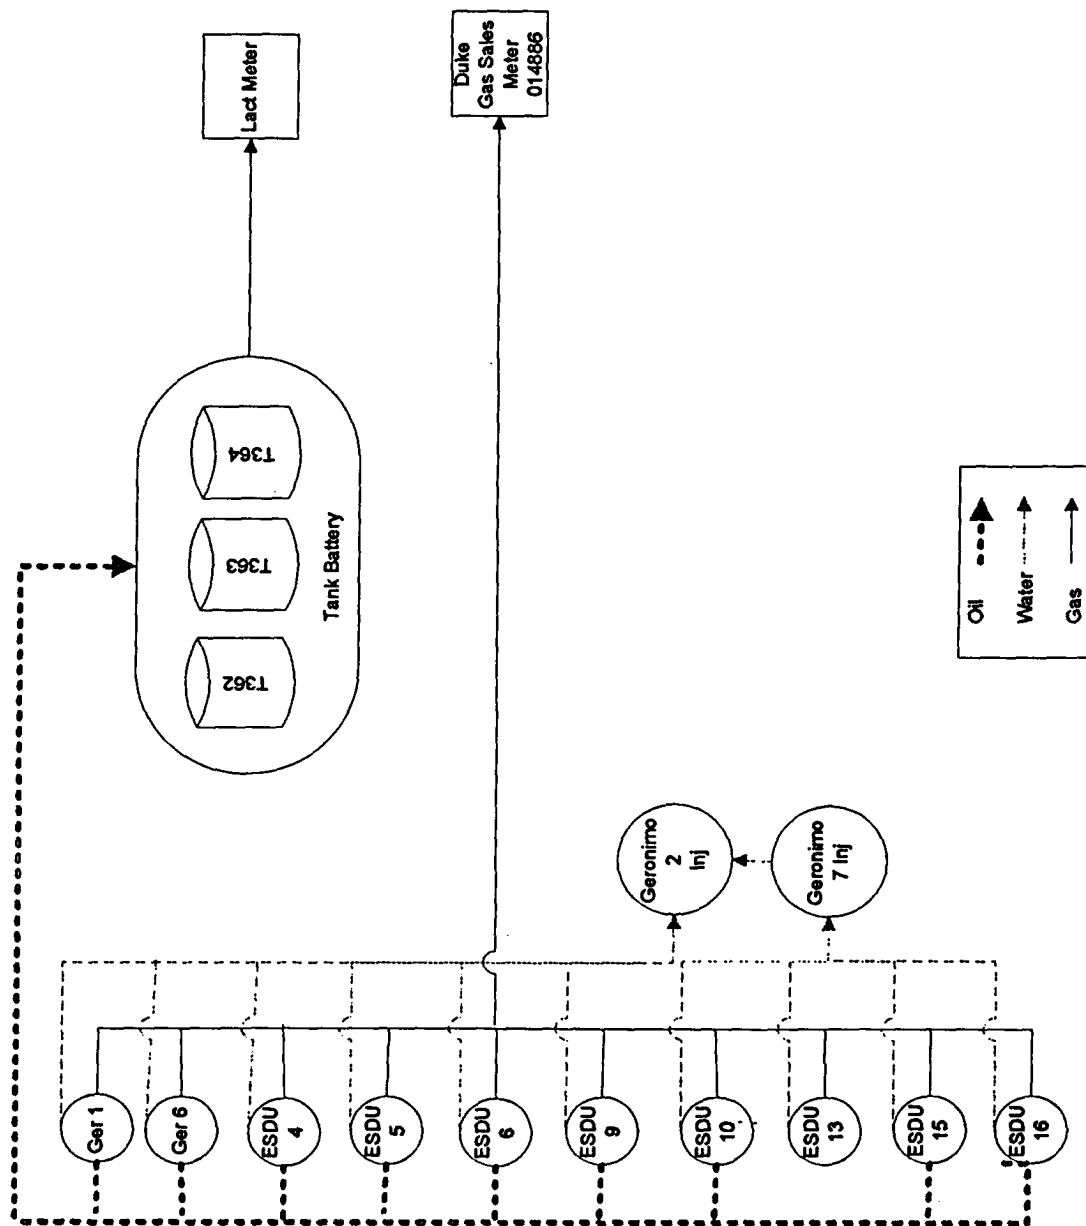 Lact Meter
Duke
Gas Sales
Meter
014886
T364
T363
T362
Tank Battery
Oil
Water
Gas
Geronimo
2
Inj
Geronimo
7 Inj
Ger 1
Ger 6
ESDU
4
ESDU
5
ESDU
6
ESDU
9
ESDU
10
ESDU
13
ESDU
15
ESDU
16